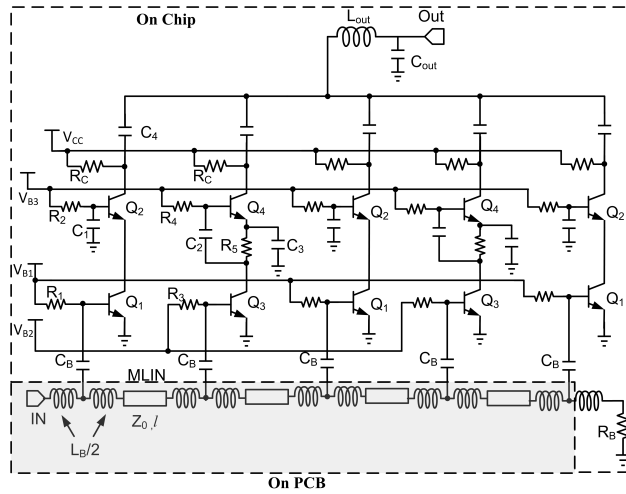 On Chip
L_out Out
C_out
C_4
V_CC
R_C R_C
V_B3
R_2 Q_2 R_4 Q_4 Q_2 Q_4 Q_2
C_1 C_2 R_5 C_3
V_B1
R_1 Q_1 R_3 Q_3 Q_1 Q_3 Q_1
V_B2
C_B C_B C_B C_B C_B
MLIN
IN Z_0, l
L_B/2 R_B
On PCB